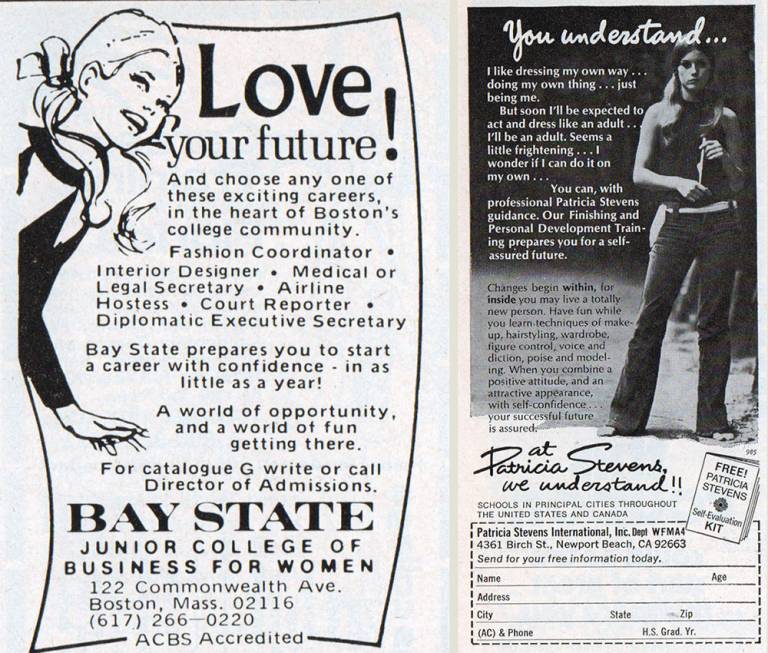 Love
your future!
And choose any one of
these exciting careers,
in the heart of Boston's
college community.
Fashion Coordinator •
Interior Designer • Medical or
Legal Secretary • Airline
Hostess • Court Reporter •
Diplomatic Executive Secretary
Bay State prepares you to start
a career with confidence - in as
little as a year!
A world of opportunity,
and a world of fun
getting there.
For catalogue G write or call
Director of Admissions.
BAY STATE
JUNIOR COLLEGE OF
BUSINESS FOR WOMEN
122 Commonwealth Ave.
Boston, Mass. 02116
(617) 266—0220
ACBS Accredited
You understand...
I like dressing my own way . . .
doing my own thing . . . just
being me.
But soon I'll be expected to
act and dress like an adult . . .
I'll be an adult. Seems a
little frightening . . . I
wonder if I can do it on
my own . . .
You can, with
professional Patricia Stevens
guidance. Our Finishing and
Personal Development Train-
ing prepares you for a self-
assured future.
Changes begin within, for
inside you may live a totally
new person. Have fun while
you learn techniques of make-
up, hairstyling, wardrobe,
figure control, voice and
diction, poise and model-
ing. When you combine a
positive attitude, and an
attractive appearance,
with self-confidence . . .
your successful future
is assured.
985
at
Patricia Stevens,
we understand!!
SCHOOLS IN PRINCIPAL CITIES THROUGHOUT
THE UNITED STATES AND CANADA
FREE!
PATRICIA
STEVENS
Self-Evaluation
KIT
Patricia Stevens International, Inc. Dept WFMA4
4361 Birch St., Newport Beach, CA 92663
Send for your free information today.
Name Age
Address
City State Zip
(AC) & Phone H.S. Grad. Yr.